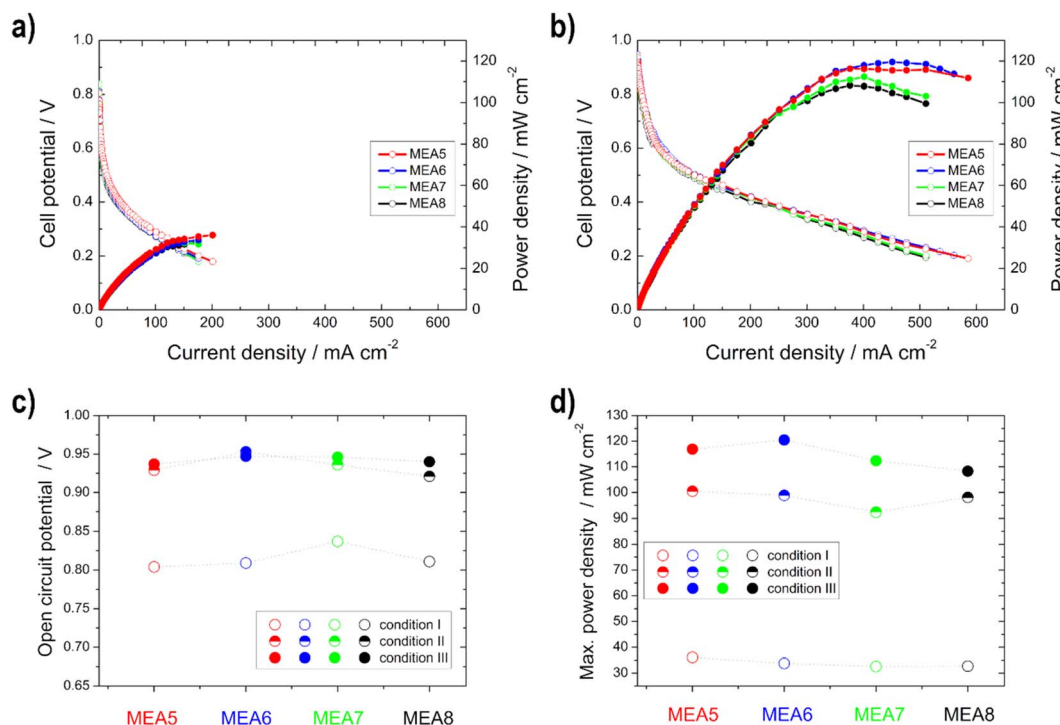 a)
1.0
0.8
0.6
0.4
0.2
0.0
Cell potential / V
120
100
80
60
40
20
0
Power density / mW cm⁻²
MEA5
MEA6
MEA7
MEA8
0 100 200 300 400 500 600
Current density / mA cm⁻²
b)
1.0
0.8
0.6
0.4
0.2
0.0
Cell potential / V
120
100
80
60
40
20
0
Power density / mW cm⁻²
MEA5
MEA6
MEA7
MEA8
0 100 200 300 400 500 600
Current density / mA cm⁻²
c)
1.00
0.95
0.90
0.85
0.80
0.75
0.70
0.65
Open circuit potential / V
condition I
condition II
condition III
MEA5 MEA6 MEA7 MEA8
d)
130
120
110
100
90
80
70
60
50
40
30
Max. power density / mW cm⁻²
condition I
condition II
condition III
MEA5 MEA6 MEA7 MEA8